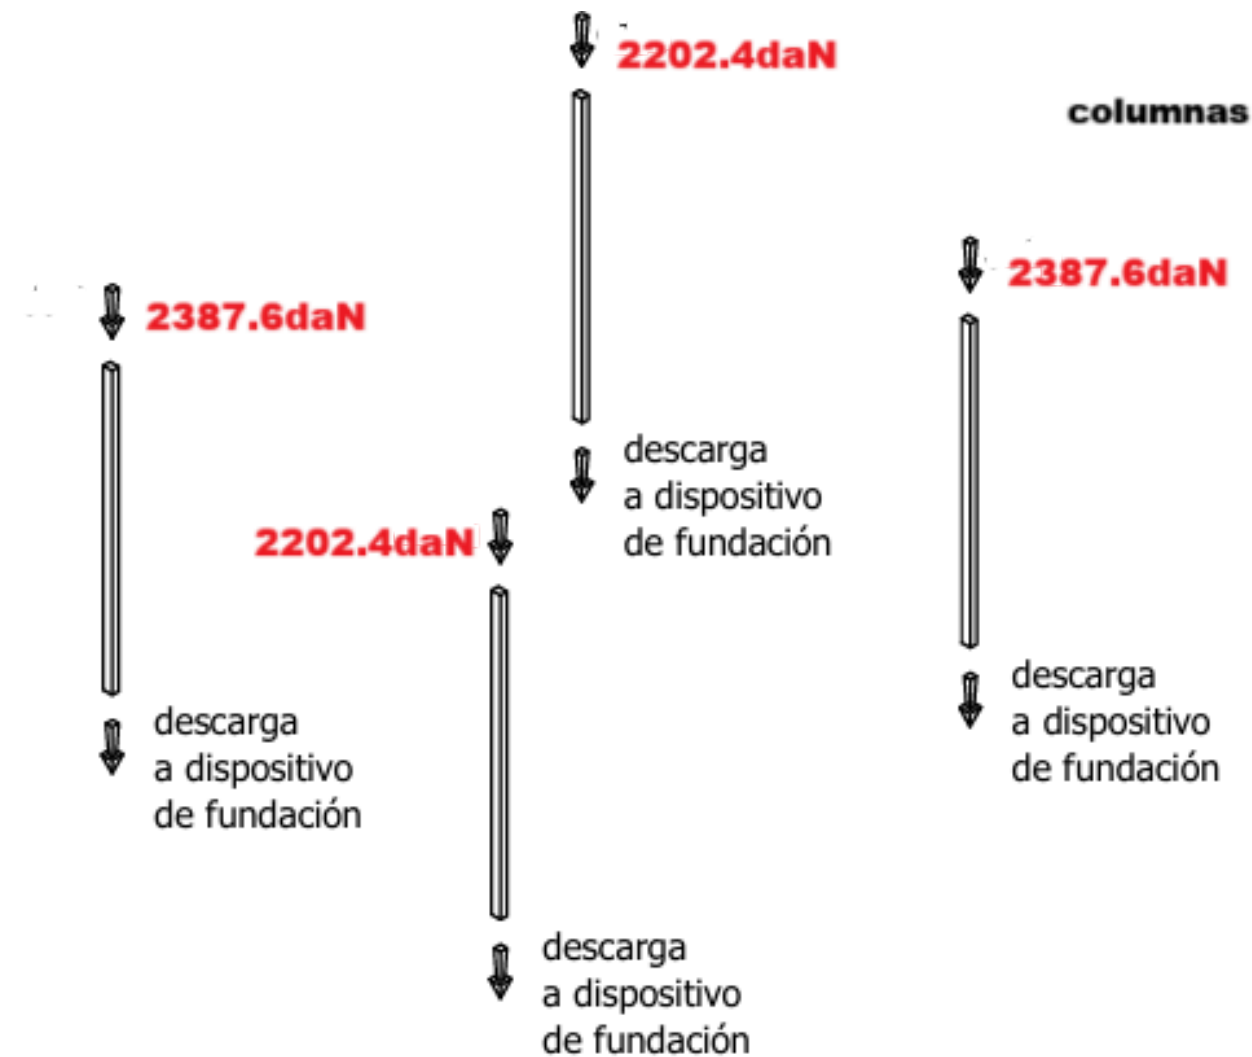 2202.4daN
columnas
2387.6daN
2387.6daN
descarga
a dispositivo
de fundación
2202.4daN
descarga
a dispositivo
de fundación
descarga
a dispositivo
de fundación
descarga
a dispositivo
de fundación